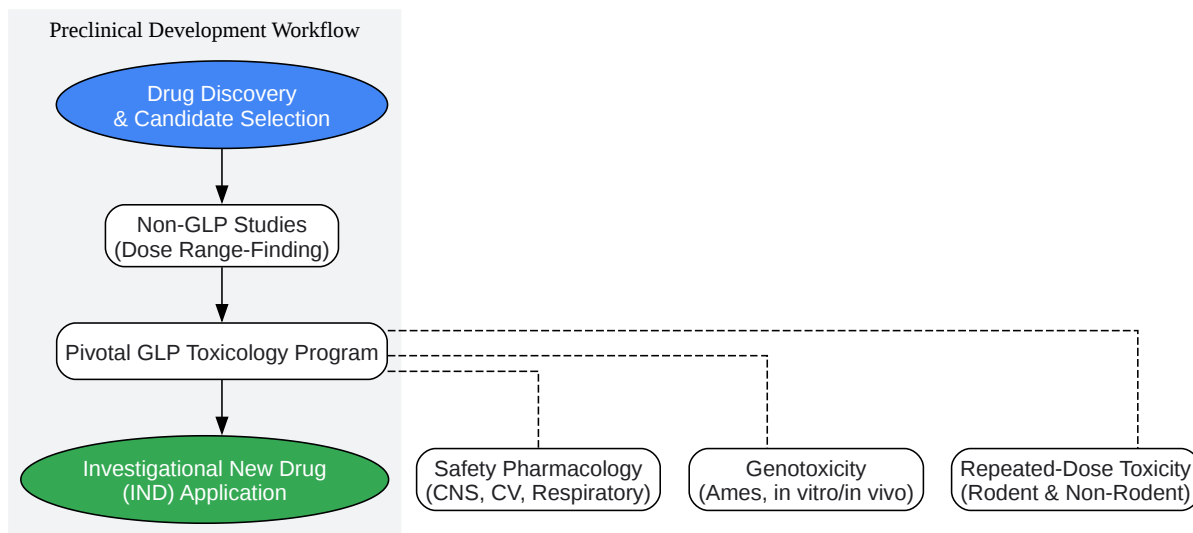 Preclinical Development Workflow
Drug Discovery
& Candidate Selection
Non-GLP Studies
(Dose Range-Finding)
Pivotal GLP Toxicology Program
Investigational New Drug
(IND) Application
Safety Pharmacology
(CNS, CV, Respiratory)
Genotoxicity
(Ames, in vitro/in vivo)
Repeated-Dose Toxicity
(Rodent & Non-Rodent)